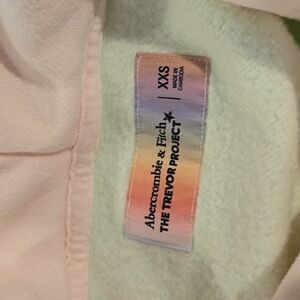 Abercrombie & Fitch
THE TREVOR PROJECT
XXS
MADE IN
CAMBODIA